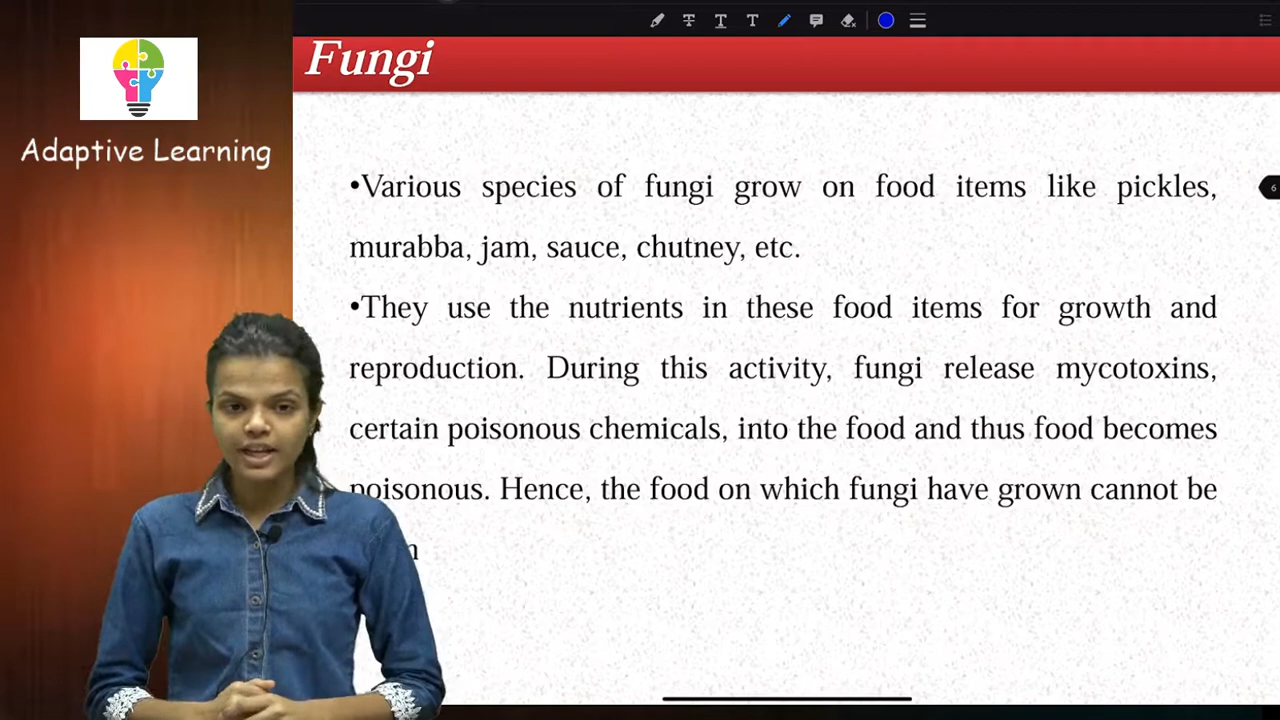 Adaptive Learning
Fungi
•Various species of fungi grow on food items like pickles,
murabba, jam, sauce, chutney, etc.
•They use the nutrients in these food items for growth and
reproduction. During this activity, fungi release mycotoxins,
certain poisonous chemicals, into the food and thus food becomes
poisonous. Hence, the food on which fungi have grown cannot be
6